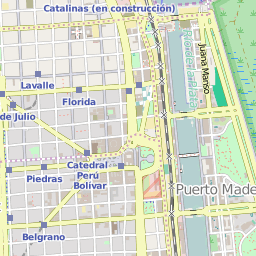 Catalinas (en construcción)
Juana Manso
Lavalle
Florida
de Julio
Catedral
Perú
Piedras
Bolívar
Puerto Made
Belgrano